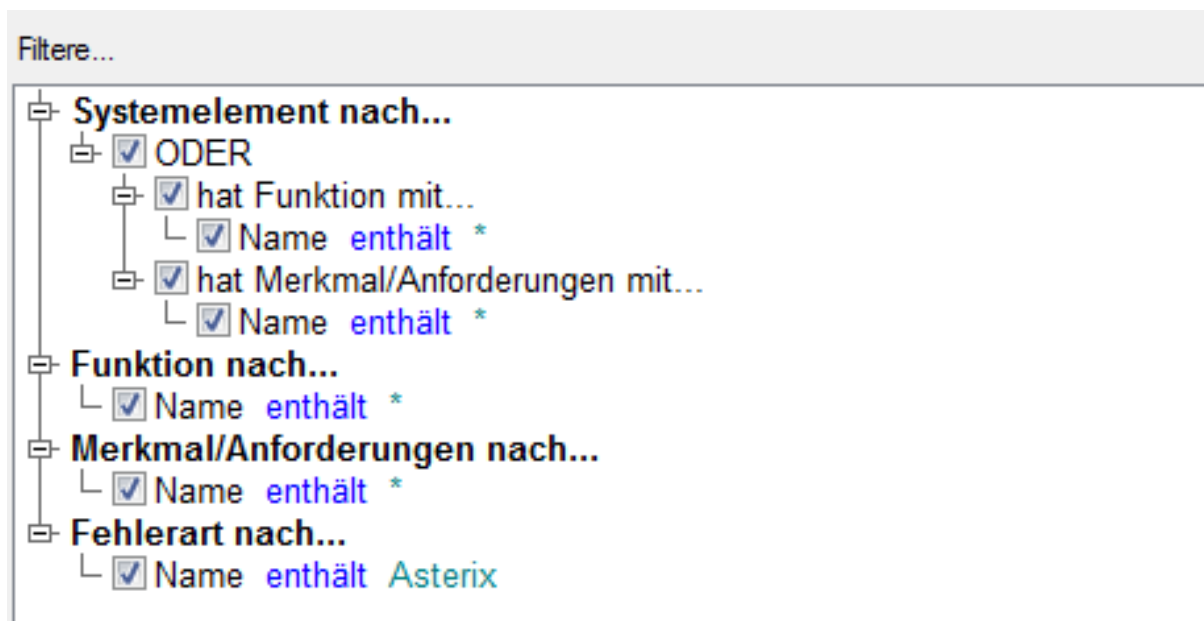 Filtere...
Systemelement nach...
ODER
hat Funktion mit...
Name enthält *
hat Merkmal/Anforderungen mit...
Name enthält *
Funktion nach...
Name enthält *
Merkmal/Anforderungen nach...
Name enthält *
Fehlerart nach...
Name enthält Asterix